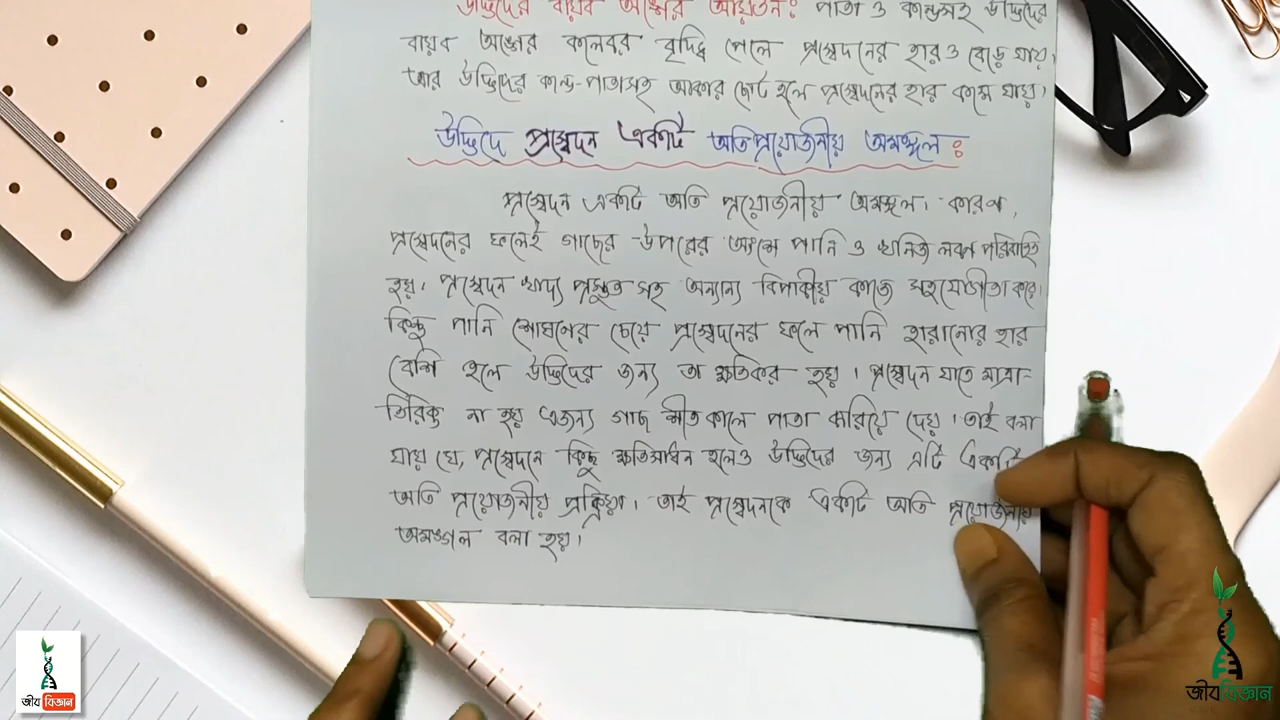 উদ্ভিদের বায়ব অঙ্গের আয়তন: পাতা ও কান্ডসহ উদ্ভিদের
বায়ব অঙ্গের কলেবর বৃদ্ধি পেলে প্রস্বেদনের হারও বেড়ে যায়,
আর উদ্ভিদের কান্ড-পাতাসহ আকার ছোট হলে প্রস্বেদনের হার কমে যায়।
উদ্ভিদে প্রস্বেদন একটি অতিপ্রয়োজনীয় অমঙ্গল:
প্রস্বেদন একটি অতি প্রয়োজনীয় অমঙ্গল। কারণ,
প্রস্বেদনের ফলেই গাছের উপরের অংশে পানি ও খনিজ লবণ পরিবাহিত
হয়। প্রস্বেদন খাদ্য প্রস্তুত সহ অন্যান্য বিপাকীয় কাজে সহযোগীতা করে।
কিন্তু পানি শোষণের চেয়ে প্রস্বেদনের ফলে পানি হারানোর হার
বেশি হলে উদ্ভিদের জন্য তা ক্ষতিকর হয়। প্রস্বেদন যাতে মাত্রা-
তিরিক্ত না হয় এজন্য গাছ শীতকালে পাতা ঝরিয়ে দেয়। তাই বলা
যায় যে, প্রস্বেদনে কিছু ক্ষতিসাধন হলেও উদ্ভিদের জন্য এটি একটি
অতি প্রয়োজনীয় প্রক্রিয়া। তাই প্রস্বেদনকে একটি অতি প্রয়োজনীয়
অমঙ্গল বলা হয়।
জীব বিজ্ঞান
জীববিজ্ঞান